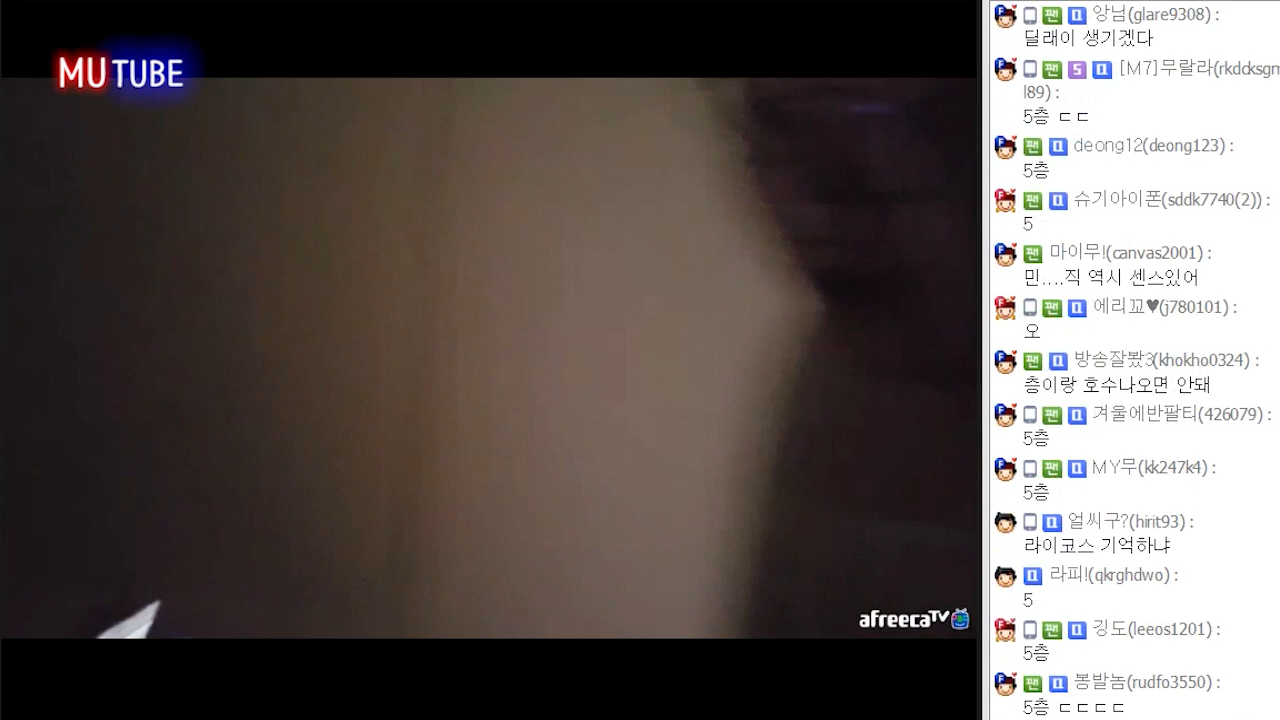 MUTUBE
afreecaTV
앙님(glare9308) :
딜래이 생기겠다
[M7]무랄라(rkdcksgm
l89) :
5층 ㄷㄷ
deong12(deong123) :
5층
슈기아이폰(sddk7740(2)) :
5
마이무!(canvas2001) :
민....직 역시 센스있어
에리꼬♥(j780101) :
오
방송잘봤3(khokho0324) :
층이랑 호수나오면 안돼
겨울에반팔티(426079) :
5층
MY무(kk247k4) :
5층
얼씨구?(hirit93) :
라이코스 기억하냐
라피!(qkrghdwo) :
5
깅도(leeos1201) :
5층
봉발놈(rudfo3550) :
5층 ㄷㄷㄷㄷ